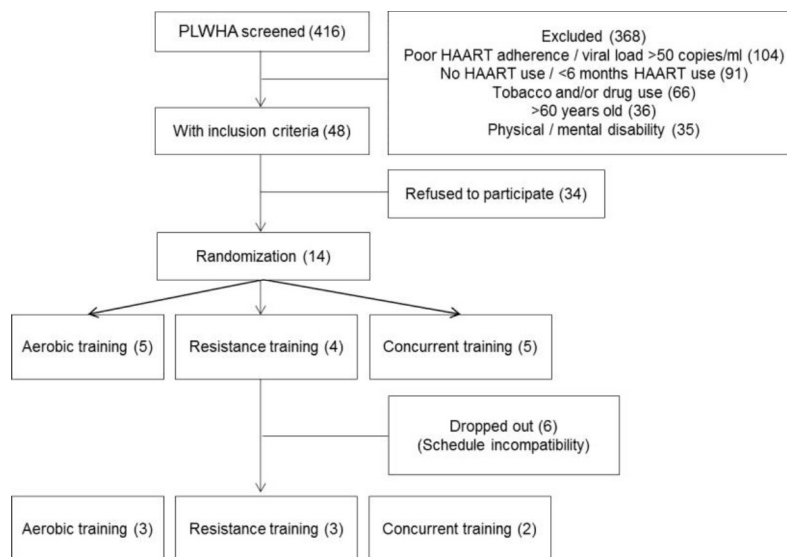 PLWHA screened (416)
Excluded (368)
Poor HAART adherence / viral load >50 copies/ml (104)
No HAART use / <6 months HAART use (91)
Tobacco and/or drug use (66)
>60 years old (36)
Physical / mental disability (35)
With inclusion criteria (48)
Refused to participate (34)
Randomization (14)
Aerobic training (5)
Resistance training (4)
Concurrent training (5)
Dropped out (6)
(Schedule incompatibility)
Aerobic training (3)
Resistance training (3)
Concurrent training (2)